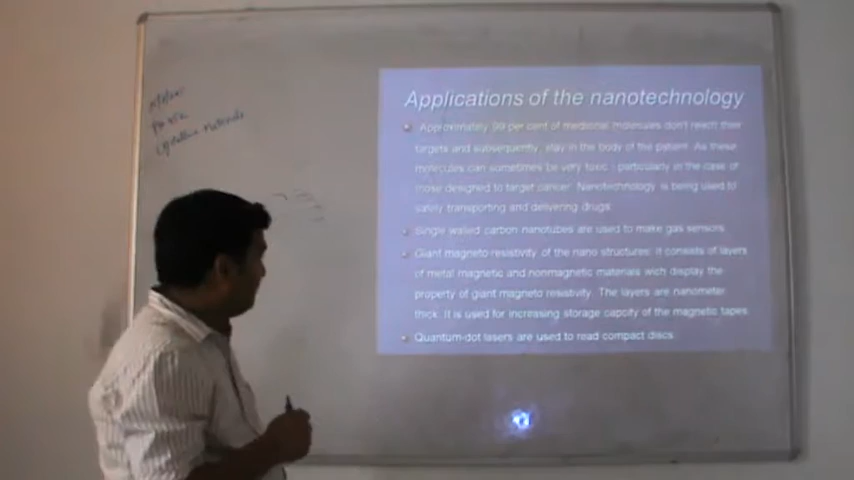 Crystalline Materials
Applications of the nanotechnology
Approximately 99 per cent of medicinal molecules don't reach their
targets and subsequently, stay in the body of the patient. As these
molecules can sometimes be very toxic - particularly in the case of
those designed to target cancer. Nanotechnology is being used to
safely transporting and delivering drugs.
Single walled carbon nanotubes are used to make gas sensors.
Giant magneto resistivity of the nano structures: it consists of layers
of metal magnetic and nonmagnetic materials wich display the
property of giant magneto resistivity. The layers are nanometer
thick. It is used for increasing storage capcity of the magnetic tapes.
Quantum-dot lasers are used to read compact discs.